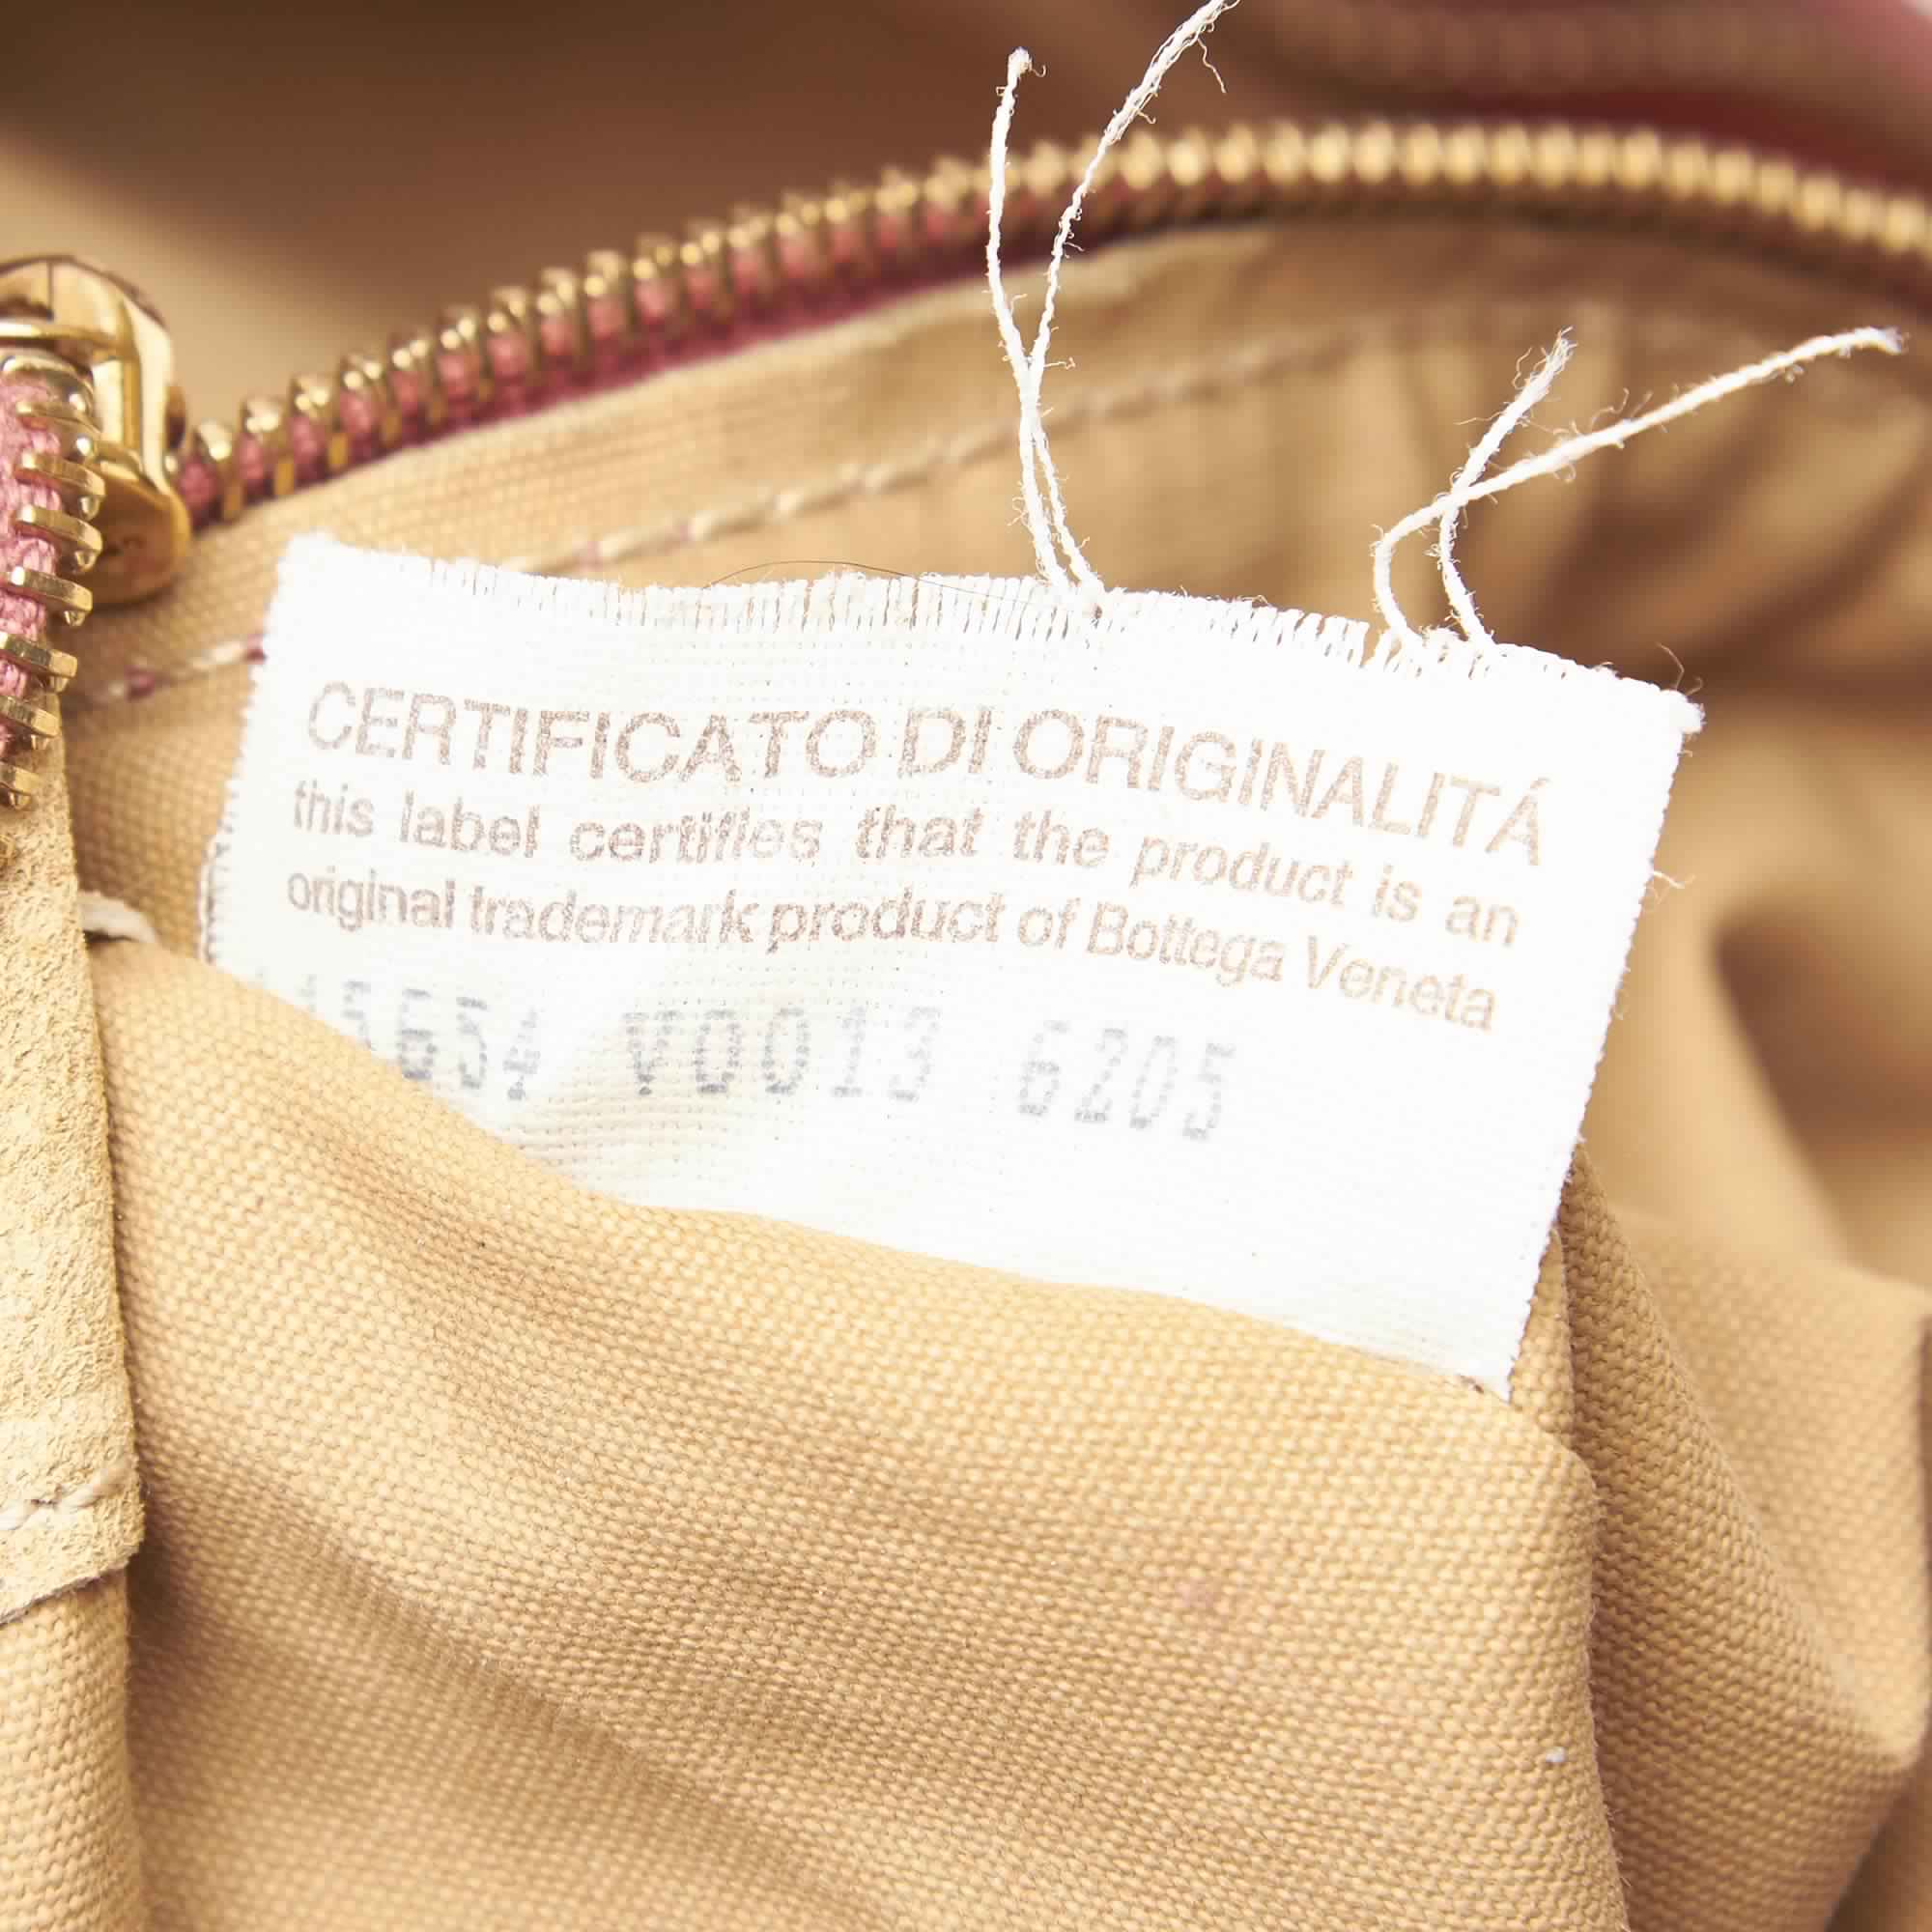 CERTIFICATO DI ORIGINALITÁ
this label certifies that the product is an
original trademark product of Bottega Veneta
V0013 6205